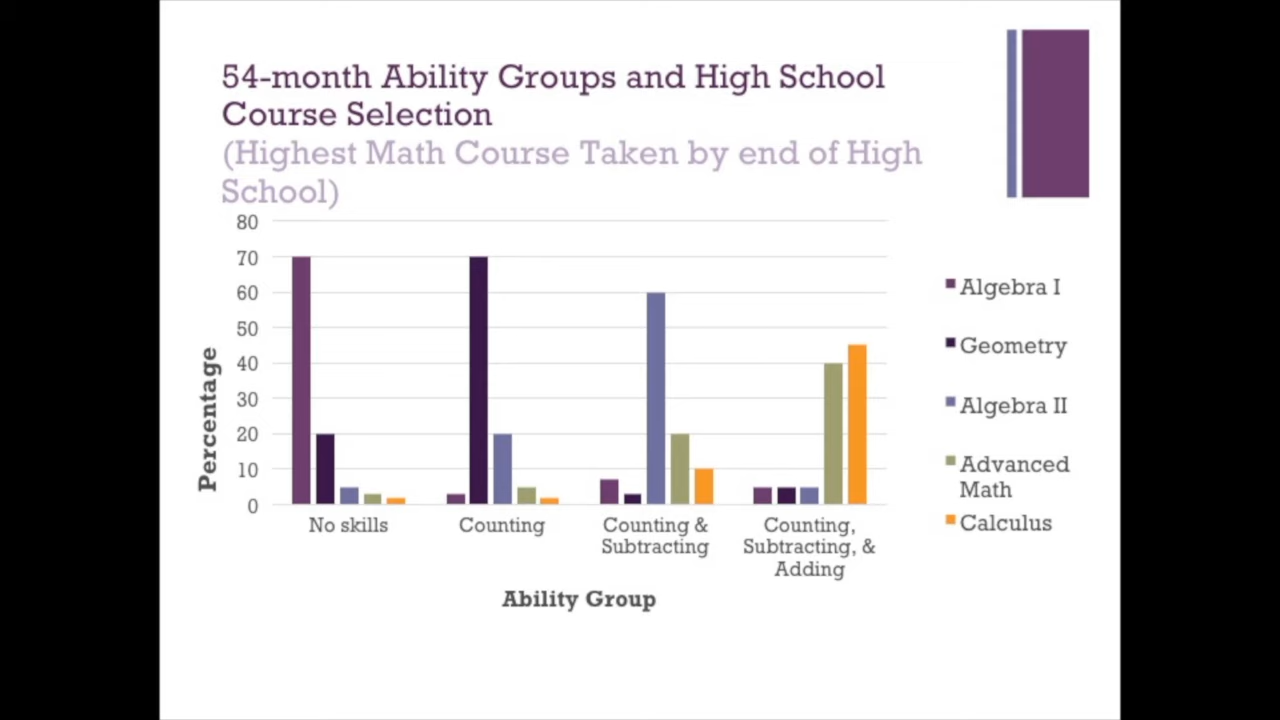 54-month Ability Groups and High School
Course Selection
(Highest Math Course Taken by end of High
School)
80
70
60
50
40
30
20
10
0
Percentage
No skills
Counting
Counting &
Subtracting
Counting,
Subtracting, &
Adding
Ability Group
Algebra I
Geometry
Algebra II
Advanced
Math
Calculus